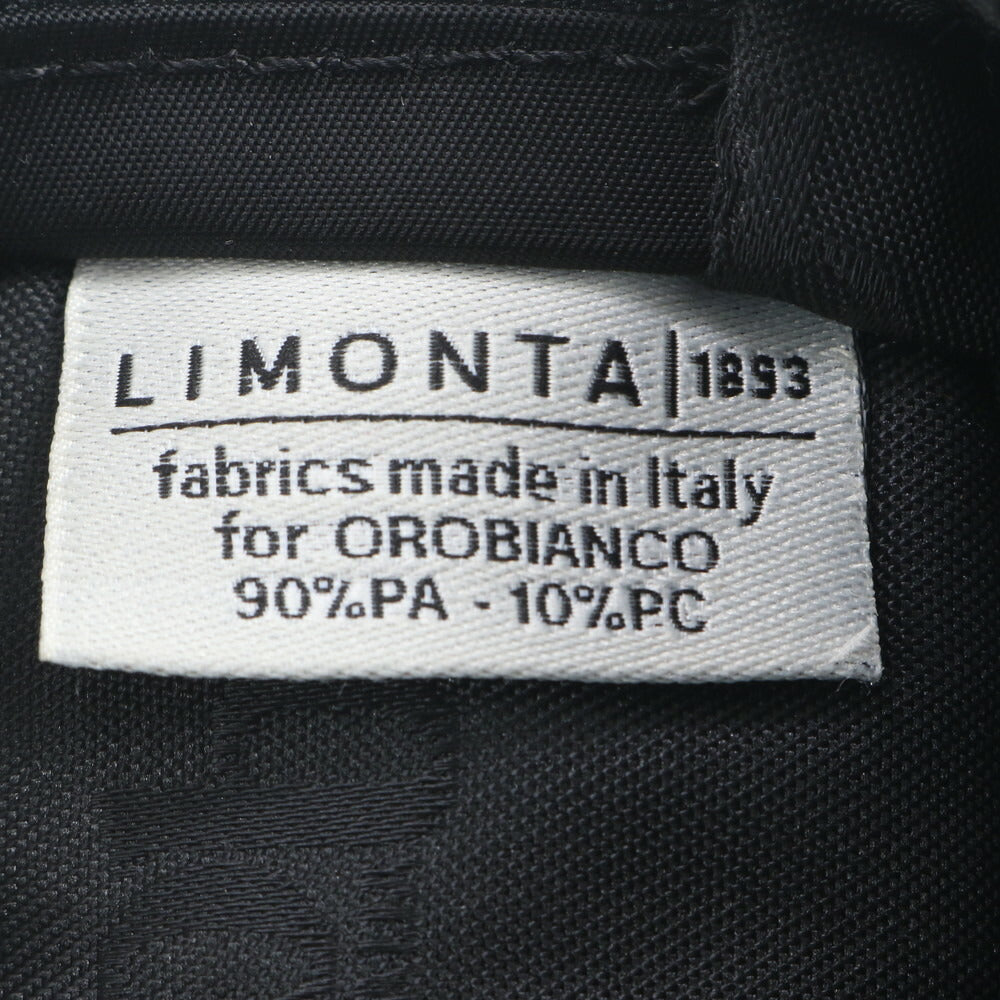 LIMONTA|1893
fabrics made in Italy
for OROBIANCO
90%PA - 10%PC